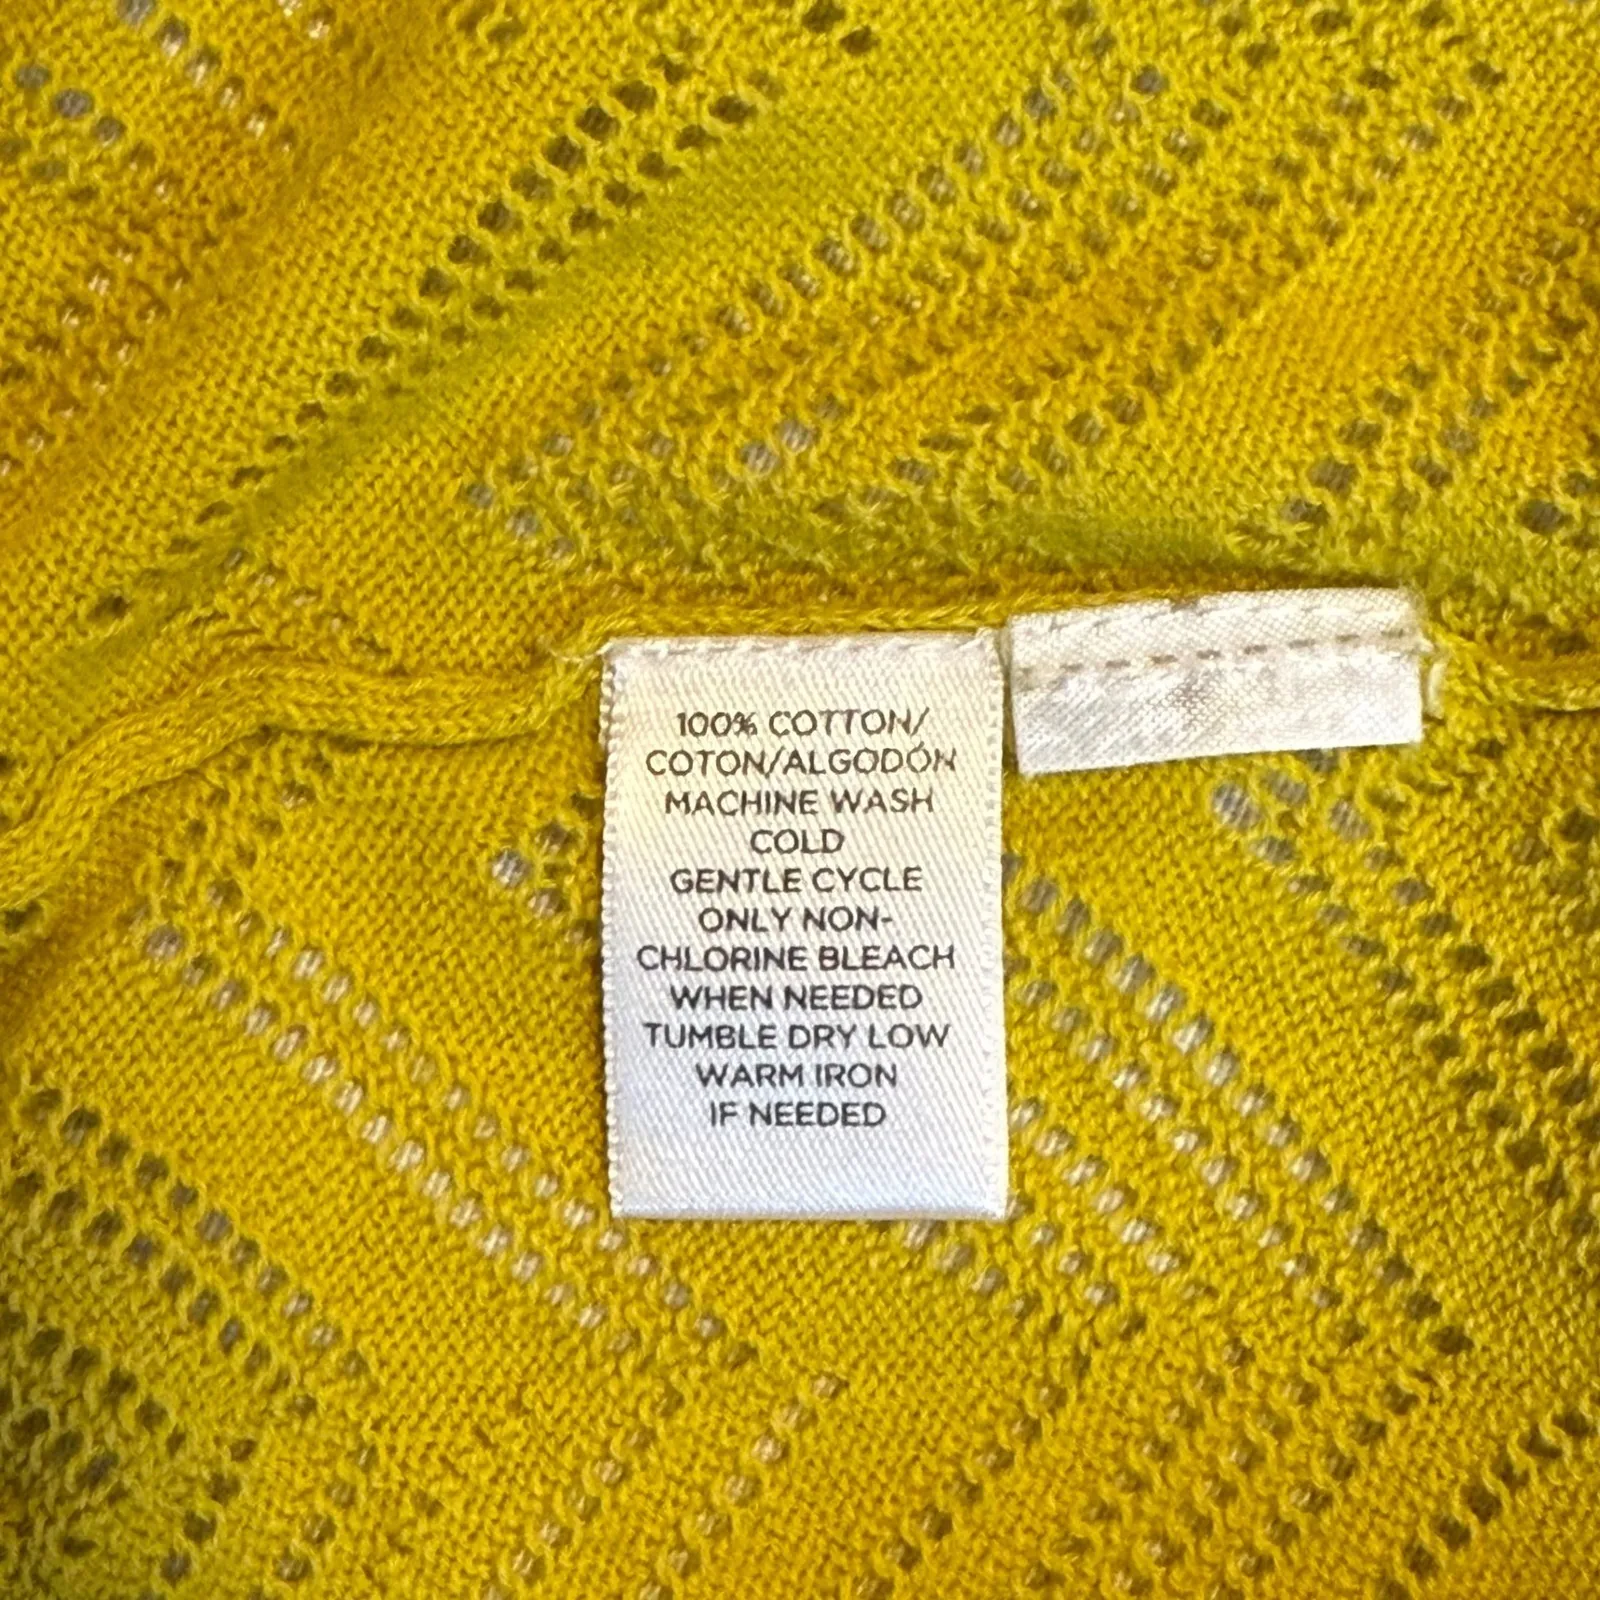 100% COTTON/
COTON/ALGODÓN
MACHINE WASH
COLD
GENTLE CYCLE
ONLY NON-
CHLORINE BLEACH
WHEN NEEDED
TUMBLE DRY LOW
WARM IRON
IF NEEDED